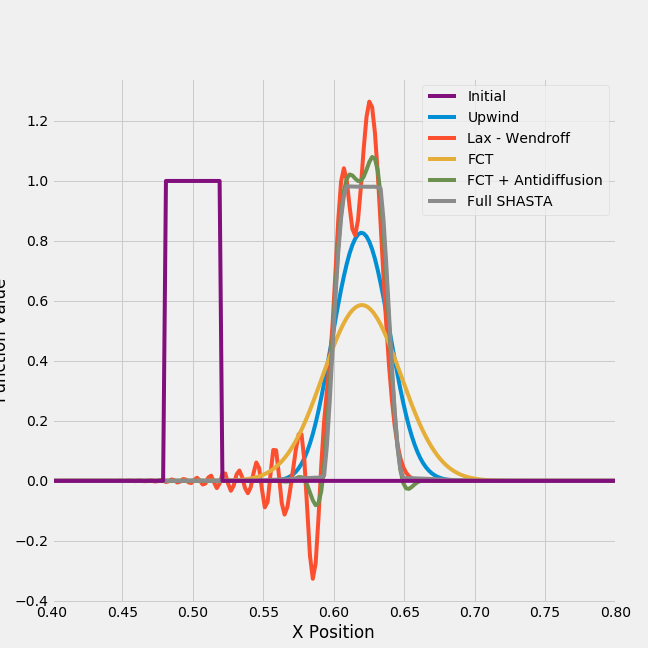 Initial
Upwind
Lax - Wendroff
FCT
FCT + Antidiffusion
Full SHASTA
1.2
1.0
0.8
0.6
0.4
0.2
0.0
−0.2
−0.4
Function Value
0.40 0.45 0.50 0.55 0.60 0.65 0.70 0.75 0.80
X Position